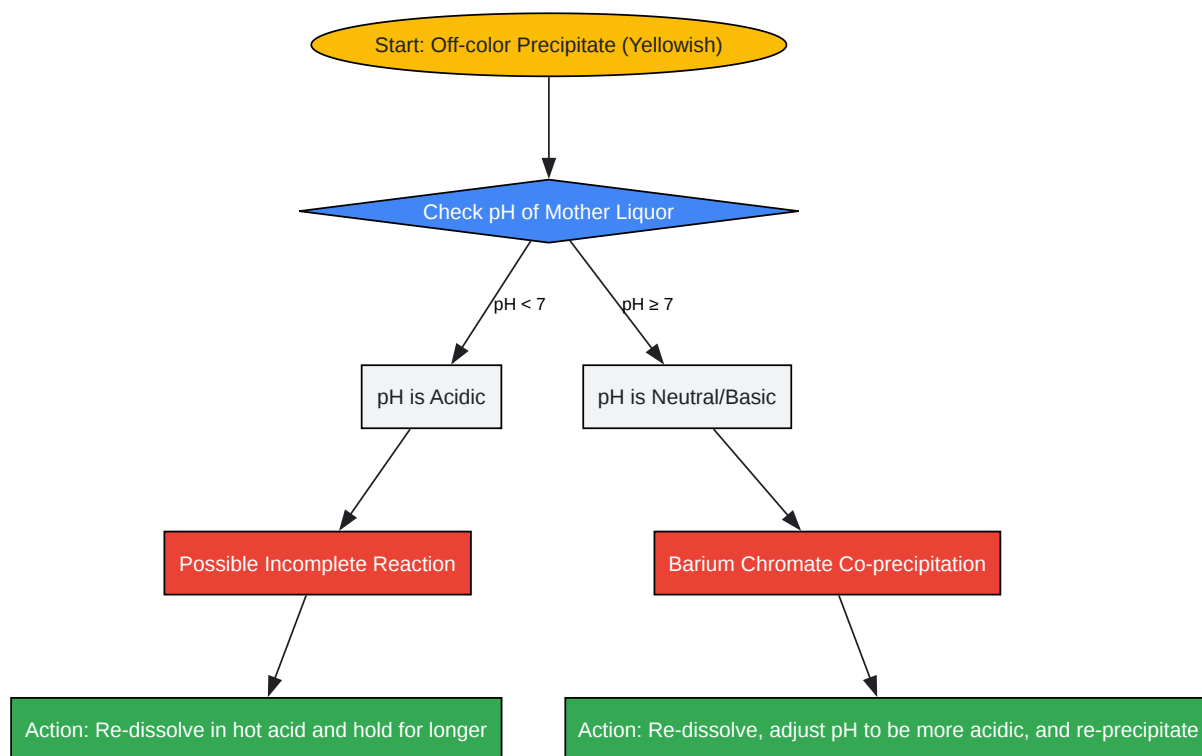 Start: Off-color Precipitate (Yellowish)
Check pH of Mother Liquor
pH < 7
pH ≥ 7
pH is Acidic
pH is Neutral/Basic
Possible Incomplete Reaction
Barium Chromate Co-precipitation
Action: Re-dissolve in hot acid and hold for longer
Action: Re-dissolve, adjust pH to be more acidic, and re-precipitate